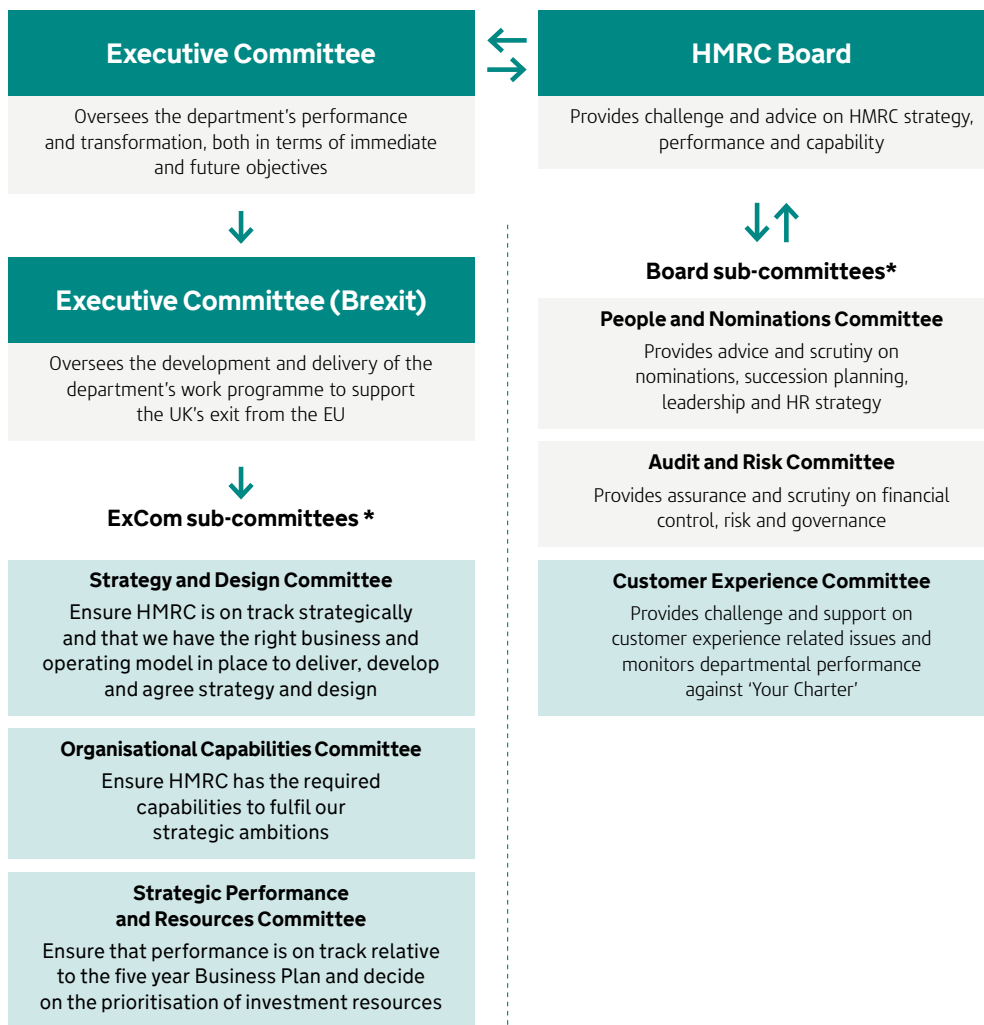 Executive Committee
Oversees the department's performance
and transformation, both in terms of immediate
and future objectives
Executive Committee (Brexit)
Oversees the development and delivery of the
department's work programme to support
the UK's exit from the EU
ExCom sub-committees *
Strategy and Design Committee
Ensure HMRC is on track strategically
and that we have the right business and
operating model in place to deliver, develop
and agree strategy and design
Organisational Capabilities Committee
Ensure HMRC has the required
capabilities to fulfil our
strategic ambitions
Strategic Performance
and Resources Committee
Ensure that performance is on track relative
to the five year Business Plan and decide
on the prioritisation of investment resources
HMRC Board
Provides challenge and advice on HMRC strategy,
performance and capability
Board sub-committees*
People and Nominations Committee
Provides advice and scrutiny on
nominations, succession planning,
leadership and HR strategy
Audit and Risk Committee
Provides assurance and scrutiny on financial
control, risk and governance
Customer Experience Committee
Provides challenge and support on
customer experience related issues and
monitors departmental performance
against ‘Your Charter’